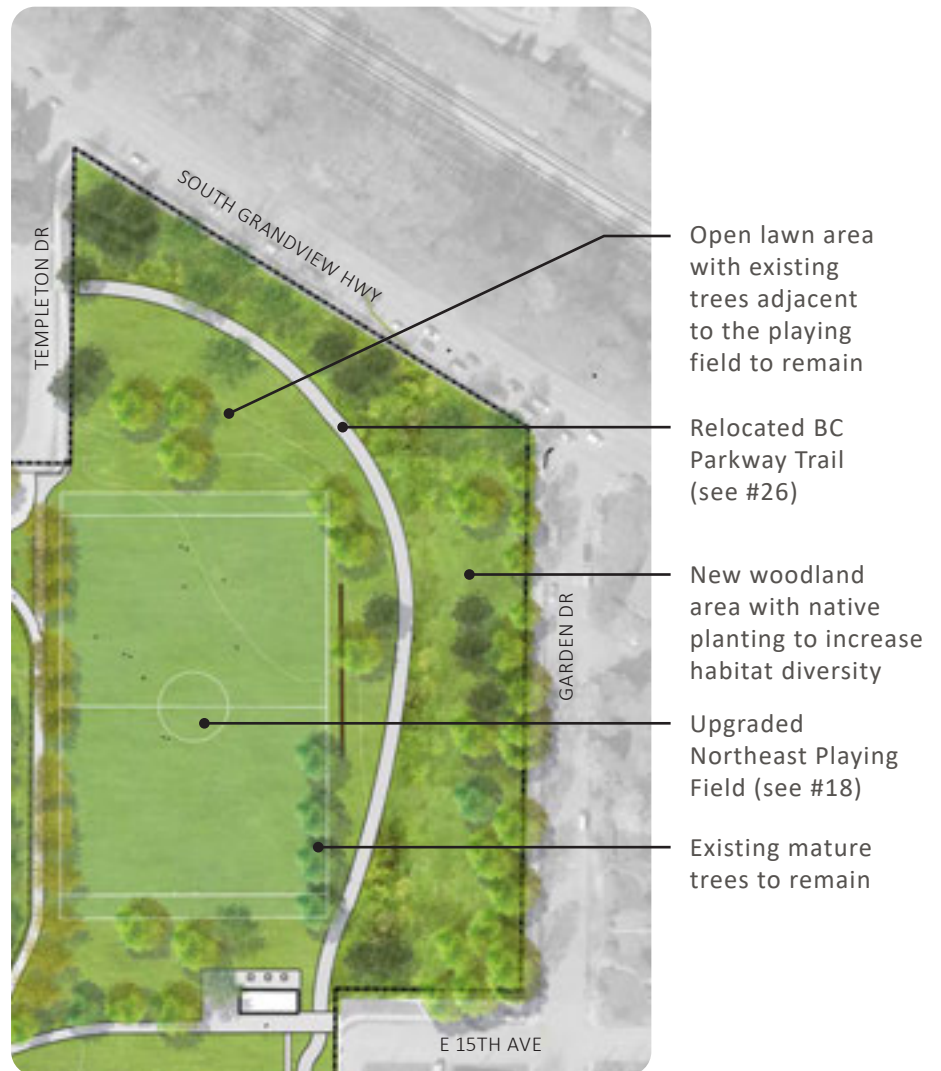 SOUTH GRANDVIEW HWY
TEMPLETON DR
Open lawn area
with existing
trees adjacent
to the playing
field to remain
Relocated BC
Parkway Trail
(see #26)
New woodland
area with native
planting to increase
habitat diversity
GARDEN DR
Upgraded
Northeast Playing
Field (see #18)
Existing mature
trees to remain
E 15TH AVE